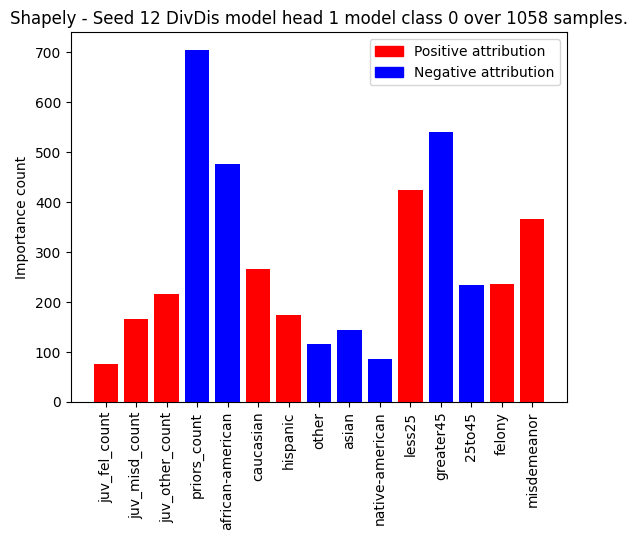 Shapely - Seed 12 DivDis model head 1 model class 0 over 1058 samples.
Positive attribution
Negative attribution
Importance count
700
600
500
400
300
200
100
0
juv_fel_count
juv_misd_count
juv_other_count
priors_count
african-american
caucasian
hispanic
other
asian
native-american
less25
greater45
25to45
felony
misdemeanor